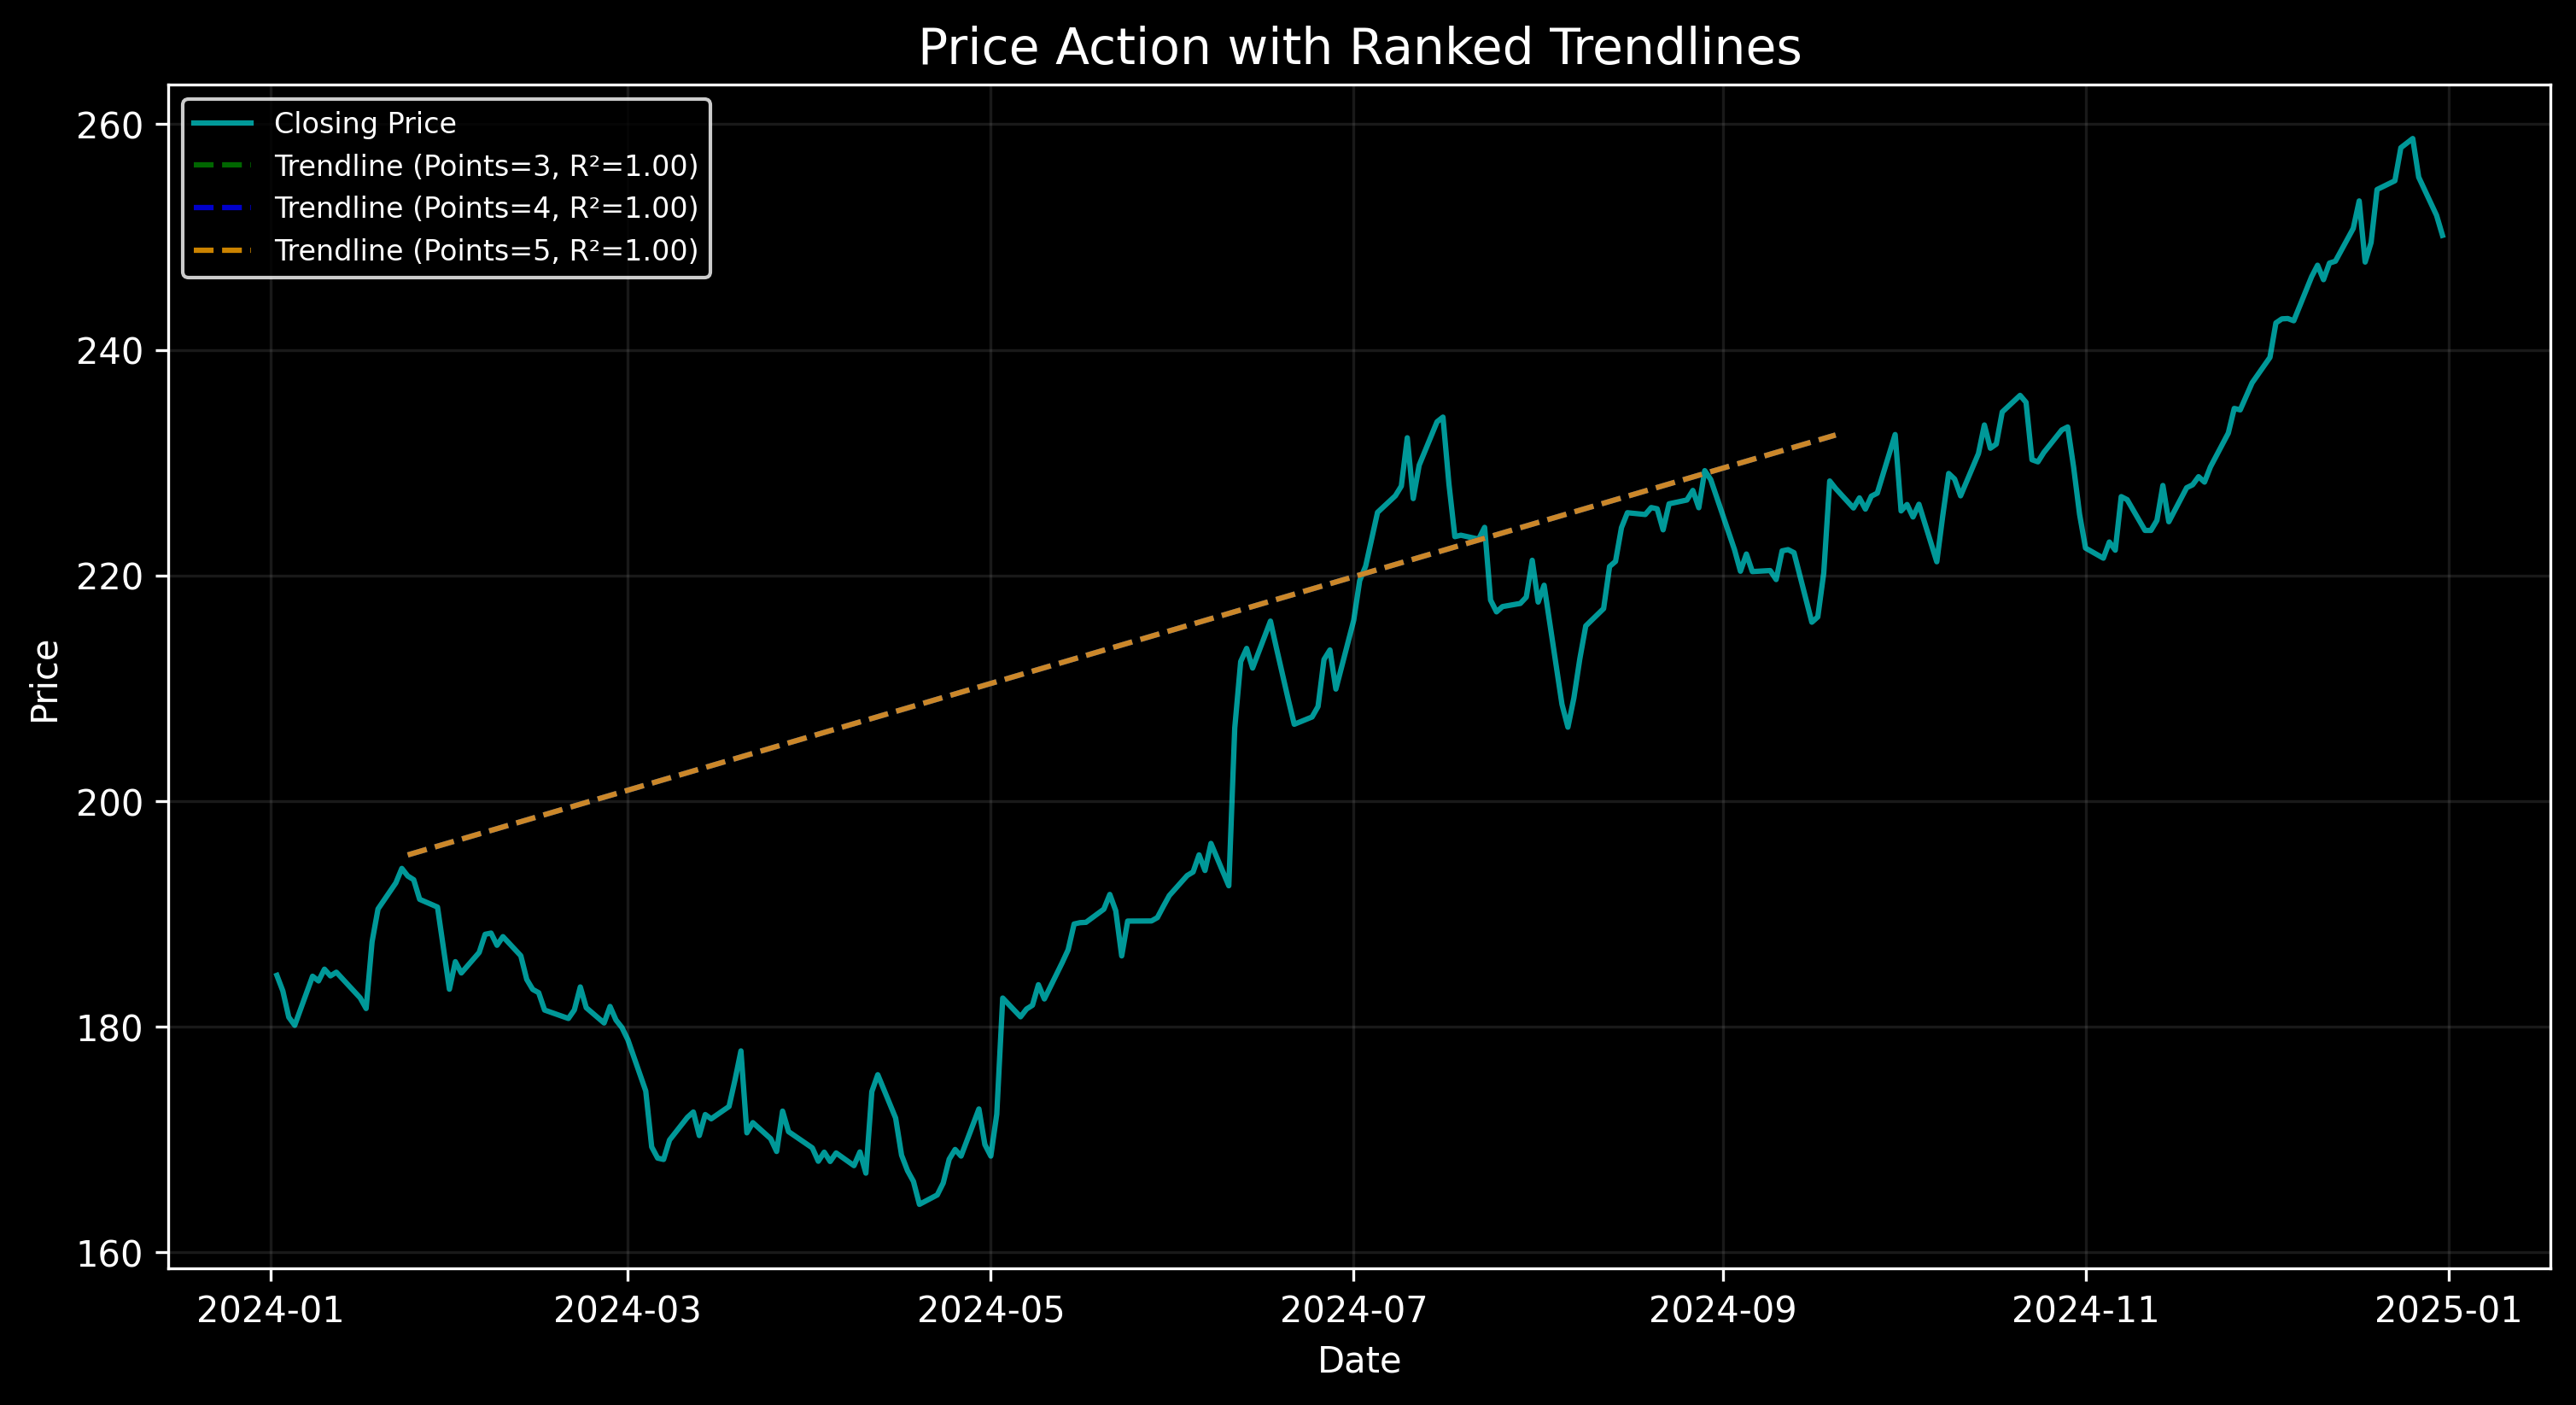 Price Action with Ranked Trendlines
Closing Price
Trendline (Points=3, R²=1.00)
Trendline (Points=4, R²=1.00)
Trendline (Points=5, R²=1.00)
260
240
220
200
180
160
Price
2024-01 2024-03 2024-05 2024-07 2024-09 2024-11 2025-01
Date